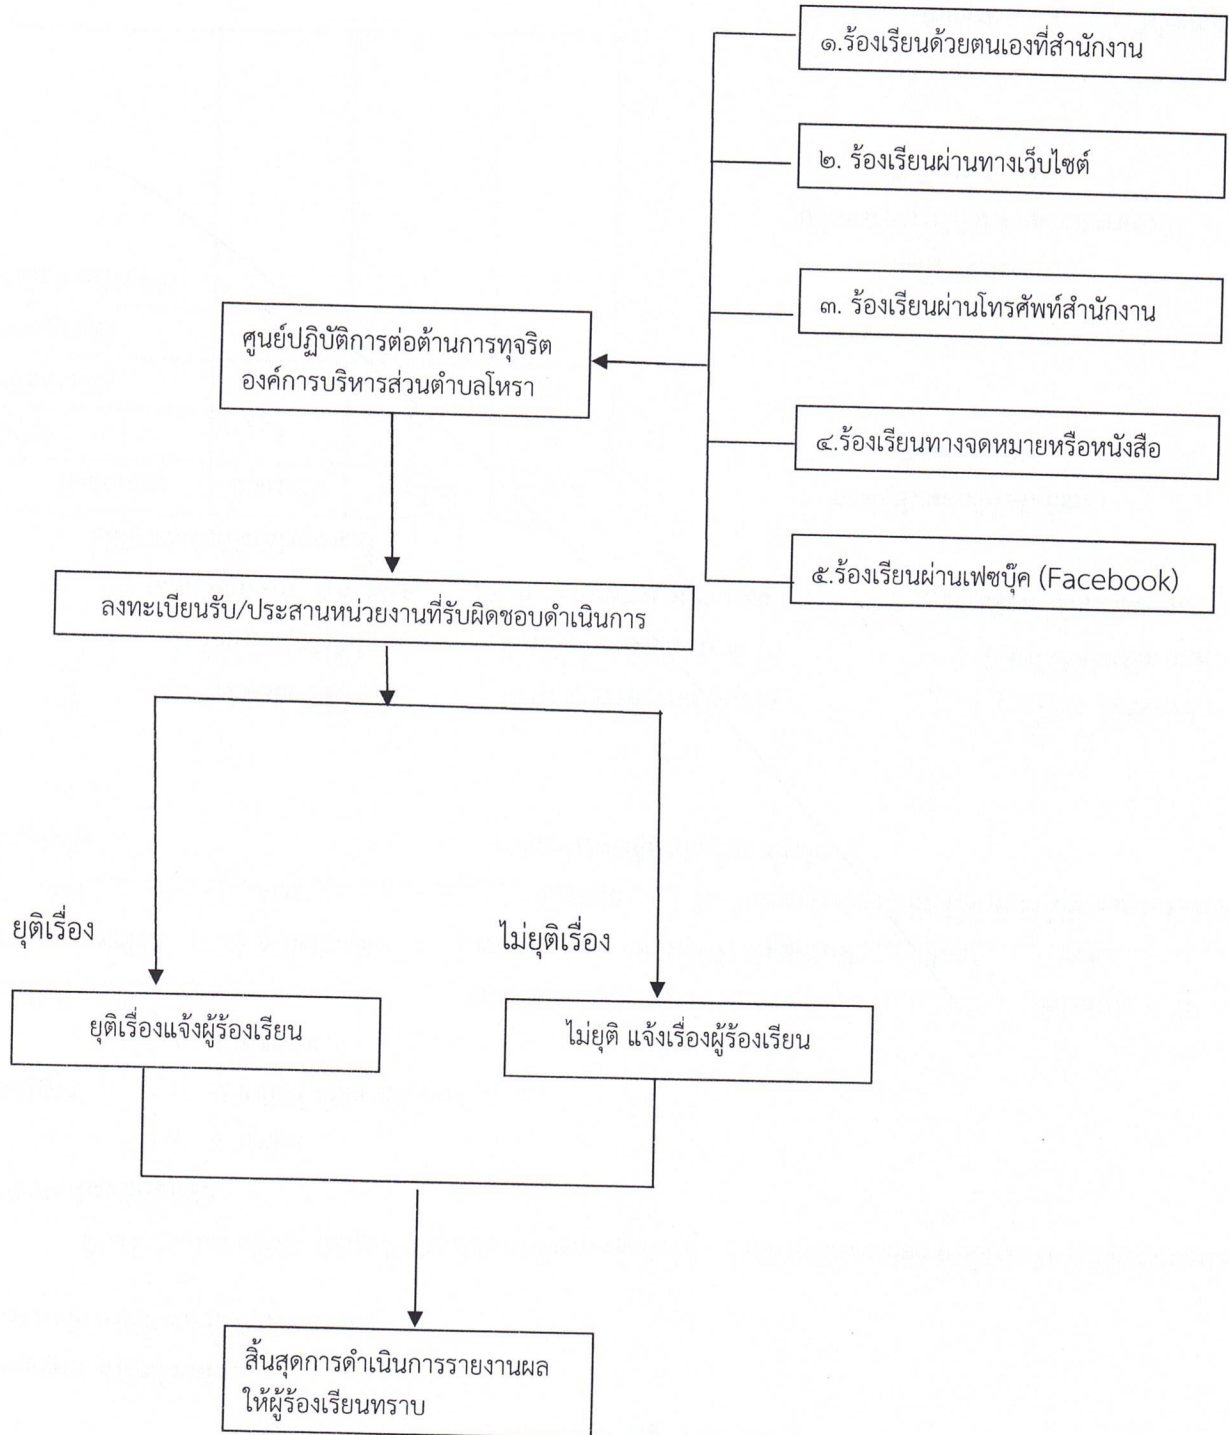 ๑.ร้องเรียนด้วยตนเองที่สำนักงาน
๒. ร้องเรียนผ่านทางเว็บไซต์
๓. ร้องเรียนผ่านโทรศัพท์สำนักงาน
ศูนย์ปฏิบัติการต่อต้านการทุจริต
องค์การบริหารส่วนตำบลโหรา
๔.ร้องเรียนทางจดหมายหรือหนังสือ
๕.ร้องเรียนผ่านเฟซบุ๊ค (Facebook)
ลงทะเบียนรับ/ประสานหน่วยงานที่รับผิดชอบดำเนินการ
ยุติเรื่อง
ไม่ยุติเรื่อง
ยุติเรื่องแจ้งผู้ร้องเรียน
ไม่ยุติ แจ้งเรื่องผู้ร้องเรียน
สิ้นสุดการดำเนินการรายงานผล
ให้ผู้ร้องเรียนทราบ